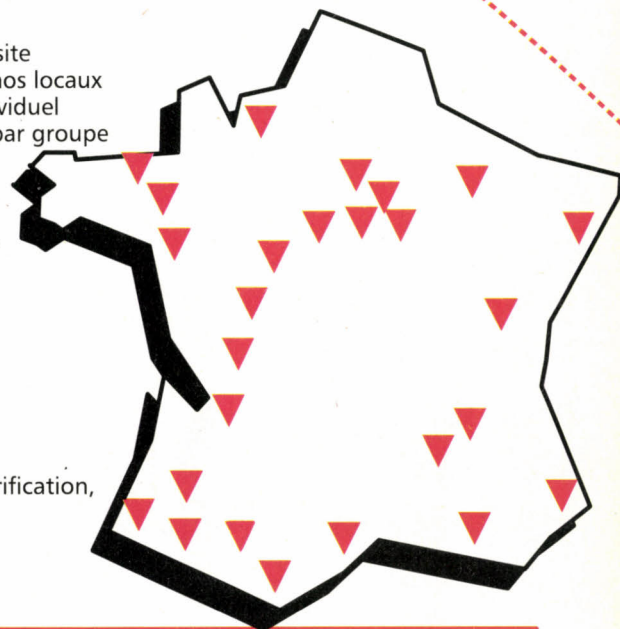 site
nos locaux
viduel
par groupe
rification,